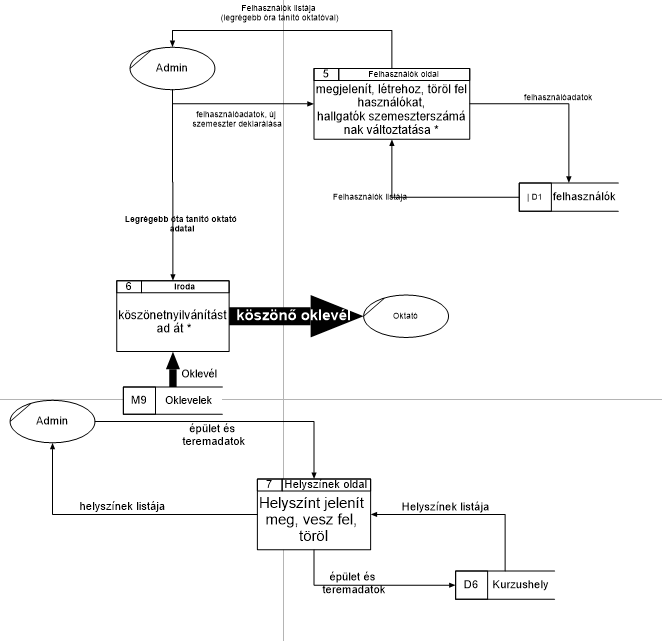 Felhasználók listája
(legrégebb óra tanító oktatóval)
Admin
5
Felhasználók oldal
megjelenít, létrehoz, töröl fel
használókat,
hallgatók szemeszterszámá
nak változtatása *
felhasználóadatok, új
szemeszter deklarálása
felhasználóadatok
Felhasználók listája
| D1
felhasználók
Legrégebb óta tanító oktató
adatai
6
Iroda
köszönetnyilvánítást
ad át *
köszönő oklevél
Oktató
Oklevél
M9
Oklevelek
Admin
épület és
teremadatok
7
Helyszínek oldal
Helyszínt jelenít
meg, vesz fel,
töröl
helyszínek listája
Helyszínek listája
épület és
teremadatok
D6
Kurzushely